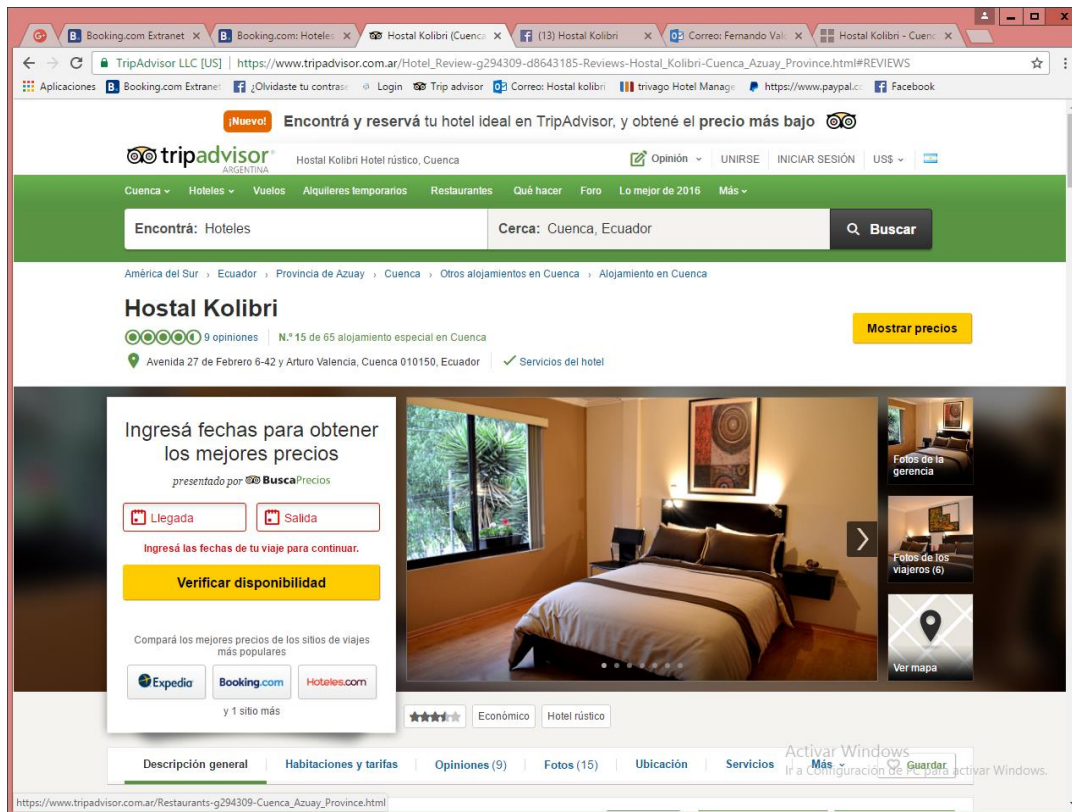 Booking.com Extranet
Booking.com: Hoteles
Hostal Kolibri (Cuenca
(13) Hostal Kolibri
Correo: Fernando Valc
Hostal Kolibri - Cuenc
TripAdvisor LLC [US] | https://www.tripadvisor.com.ar/Hotel_Review-g294309-d8643185-Reviews-Hostal_Kolibri-Cuenca_Azuay_Province.html#REVIEWS
Aplicaciones Booking.com Extranet ¿Olvidaste tu contrase Login Trip advisor Correo: Hostal kolibri trivago Hotel Manage https://www.paypal.c Facebook
¡Nuevo! Encontrá y reservá tu hotel ideal en TripAdvisor, y obtené el precio más bajo
tripadvisor
ARGENTINA
Hostal Kolibri Hotel rústico, Cuenca
Opinión UNIRSE INICIAR SESIÓN US$
Cuenca Hoteles Vuelos Alquileres temporarios Restaurantes Qué hacer Foro Lo mejor de 2016 Más
Encontrá: Hoteles Cerca: Cuenca, Ecuador Buscar
América del Sur › Ecuador › Provincia de Azuay › Cuenca › Otros alojamientos en Cuenca › Alojamiento en Cuenca
Hostal Kolibri
9 opiniones N.° 15 de 65 alojamiento especial en Cuenca
Mostrar precios
Avenida 27 de Febrero 6-42 y Arturo Valencia, Cuenca 010150, Ecuador Servicios del hotel
Ingresá fechas para obtener
los mejores precios
presentado por BuscaPrecios
Llegada Salida
Ingresá las fechas de tu viaje para continuar.
Verificar disponibilidad
Compará los mejores precios de los sitios de viajes
más populares
Expedia Booking.com Hoteles.com
y 1 sitio más
Fotos de la
gerencia
Fotos de los
viajeros (6)
Ver mapa
Económico Hotel rústico
Descripción general Habitaciones y tarifas Opiniones (9) Fotos (15) Ubicación Servicios Más Guardar
Activar Windows
Ir a Configuración de PC para activar Windows.
https://www.tripadvisor.com.ar/Restaurants-g294309-Cuenca_Azuay_Province.html